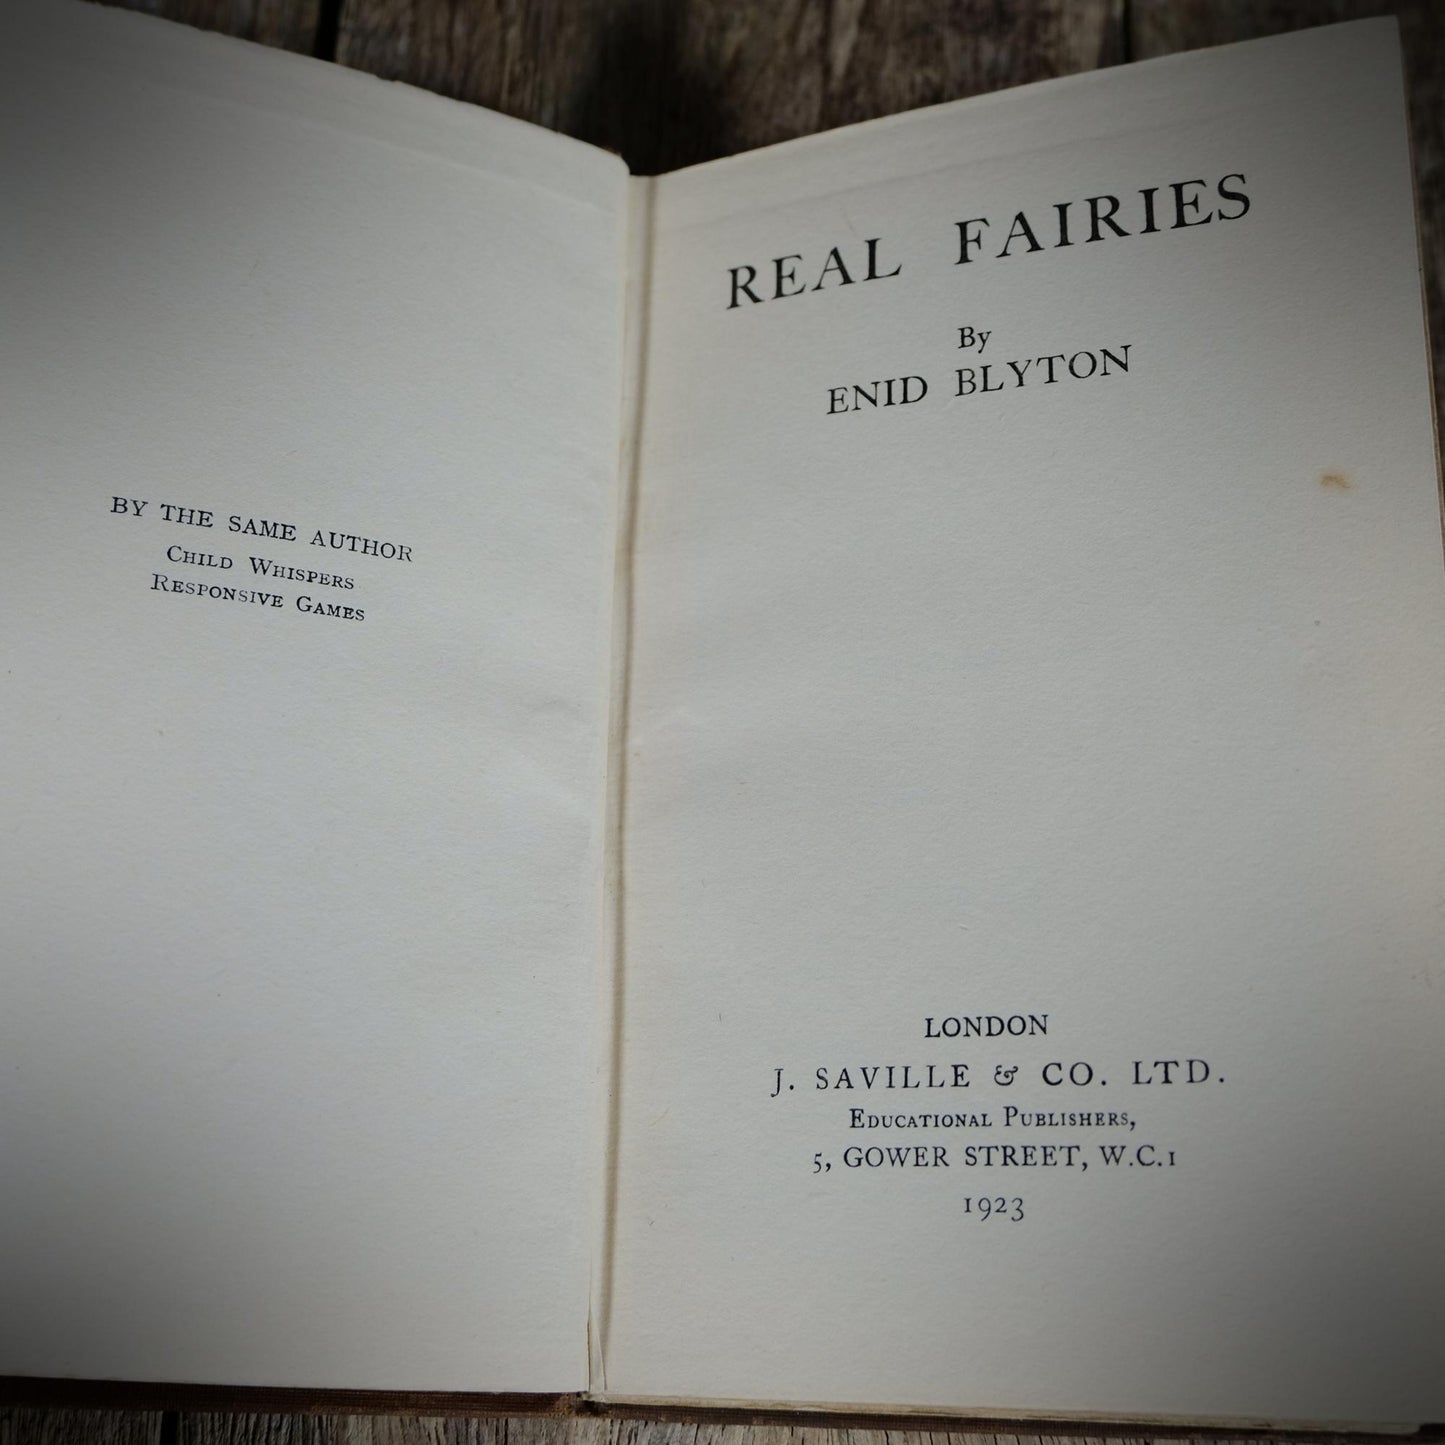 BY THE SAME AUTHOR
CHILD WHISPERS
RESPONSIVE GAMES
REAL FAIRIES
By
ENID BLYTON
LONDON
J. SAVILLE & CO. LTD.
EDUCATIONAL PUBLISHERS,
5, GOWER STREET, W.C.1
1923